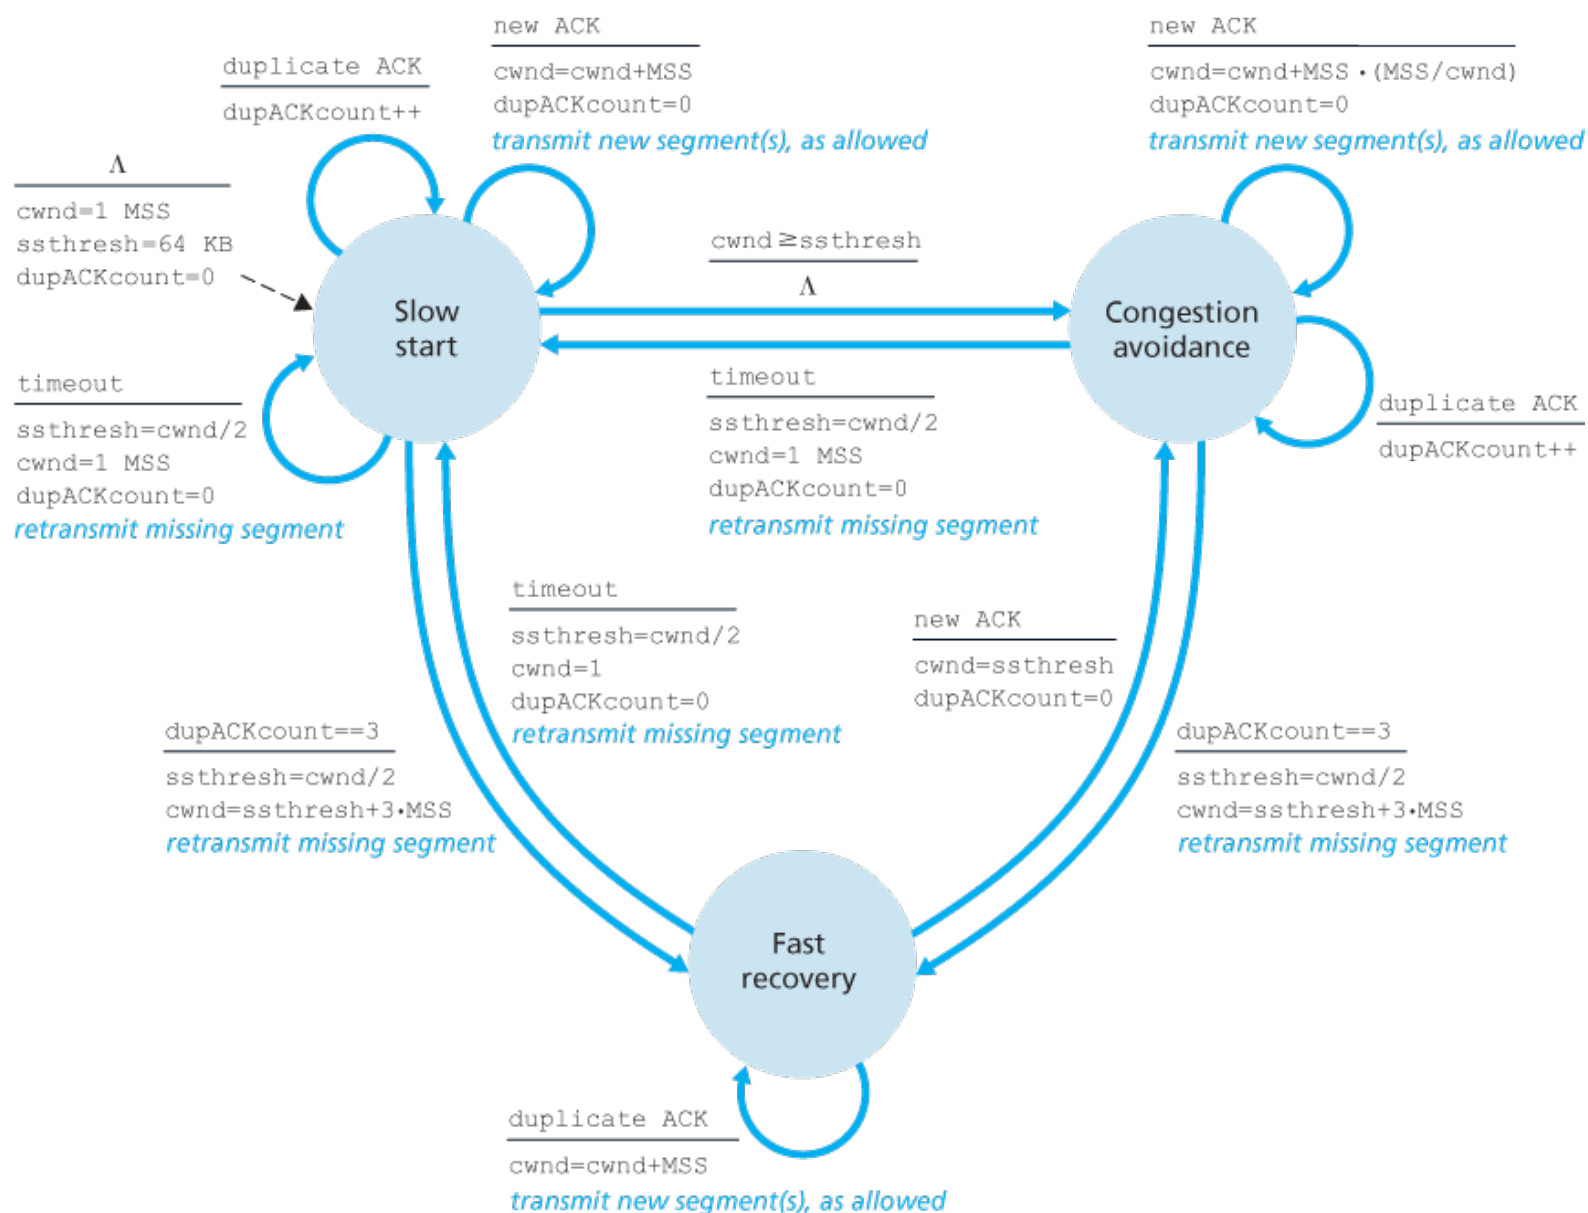 new ACK
cwnd=cwnd+MSS
dupACKcount=0
transmit new segment(s), as allowed
new ACK
cwnd=cwnd+MSS·(MSS/cwnd)
dupACKcount=0
transmit new segment(s), as allowed
duplicate ACK
dupACKcount++
Λ
cwnd=1 MSS
ssthresh=64 KB
dupACKcount=0
cwnd≥ssthresh
Λ
Slow
start
Congestion
avoidance
timeout
ssthresh=cwnd/2
cwnd=1 MSS
dupACKcount=0
retransmit missing segment
timeout
ssthresh=cwnd/2
cwnd=1 MSS
dupACKcount=0
retransmit missing segment
duplicate ACK
dupACKcount++
timeout
ssthresh=cwnd/2
cwnd=1
dupACKcount=0
retransmit missing segment
new ACK
cwnd=ssthresh
dupACKcount=0
dupACKcount==3
ssthresh=cwnd/2
cwnd=ssthresh+3·MSS
retransmit missing segment
dupACKcount==3
ssthresh=cwnd/2
cwnd=ssthresh+3·MSS
retransmit missing segment
Fast
recovery
duplicate ACK
cwnd=cwnd+MSS
transmit new segment(s), as allowed